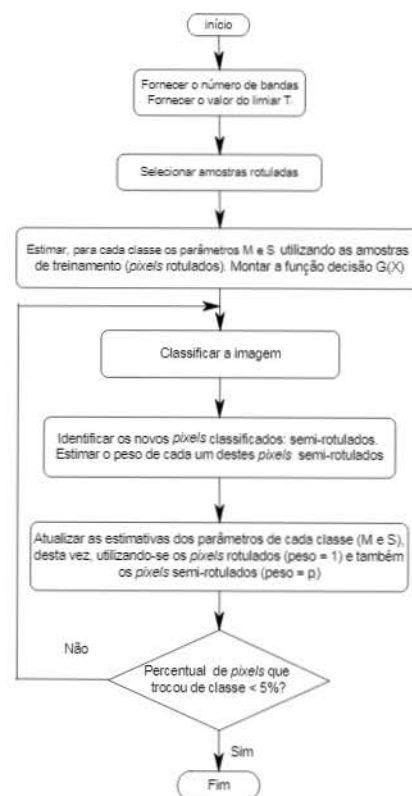 início
Fornecer o número de bandas
Fornecer o valor do limiar T.
Selecionar amostras rotuladas
Estimar, para cada classe os parâmetros M e S utilizando as amostras
de treinamento (pixels rotulados). Montar a função decisão G(X)
Classificar a imagem
Identificar os novos pixels classificados: semi-rotulados.
Estimar o peso de cada um destes pixels semi-rotulados
Atualizar as estimativas dos parâmetros de cada classe (M e S),
desta vez, utilizando-se os pixels rotulados (peso = 1) e também
os pixels semi-rotulados (peso = p)
Não
Percentual de pixels que
trocou de classe < 5%?
Sim
Fim